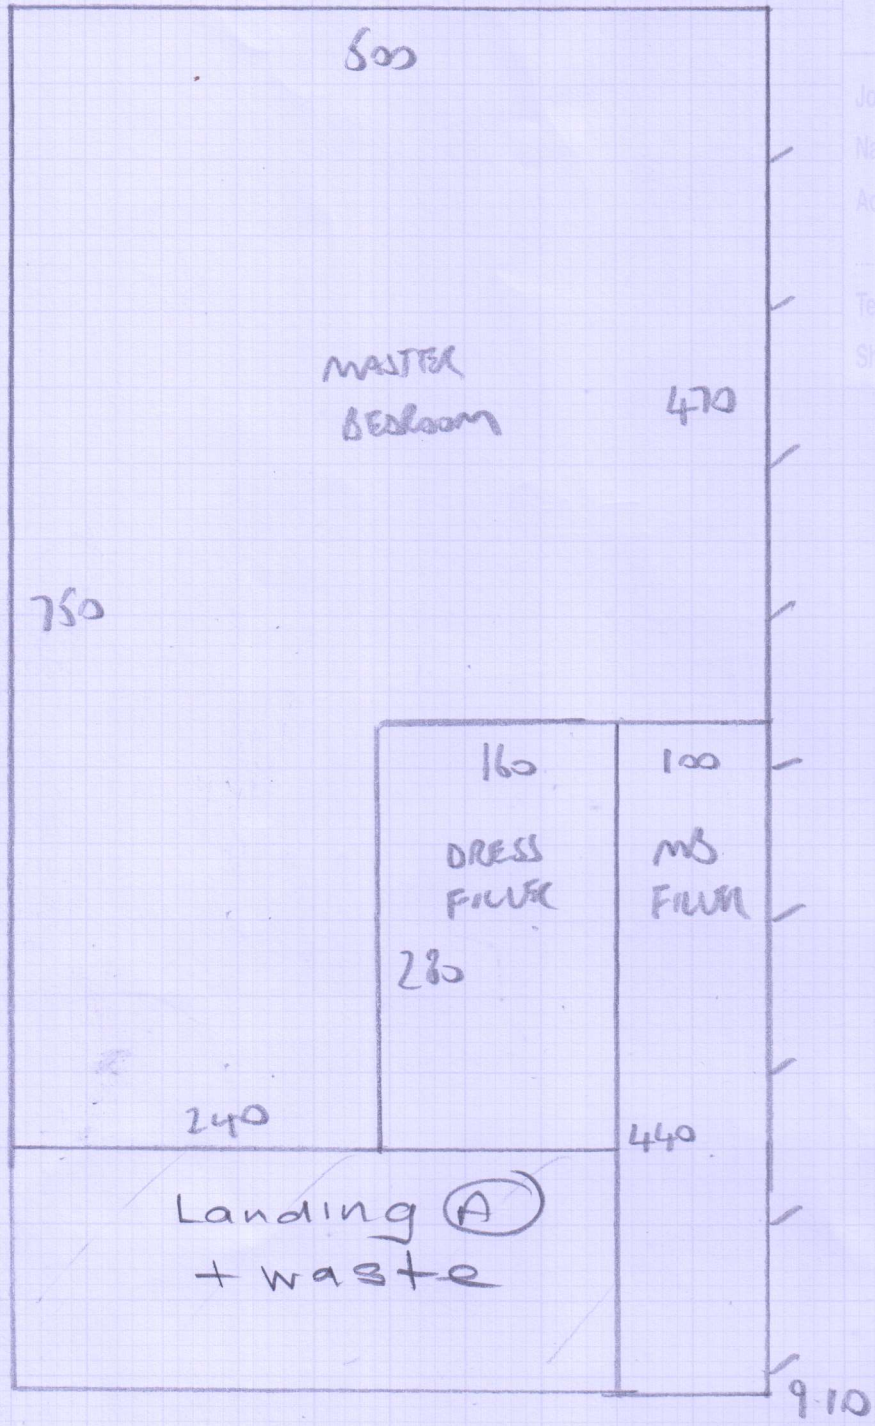 500
MASTER
BEDROOM
470
750
160
100
DRESS
FILLER
MB
FILLER
280
240
440
Landing A
+ waste
9.10